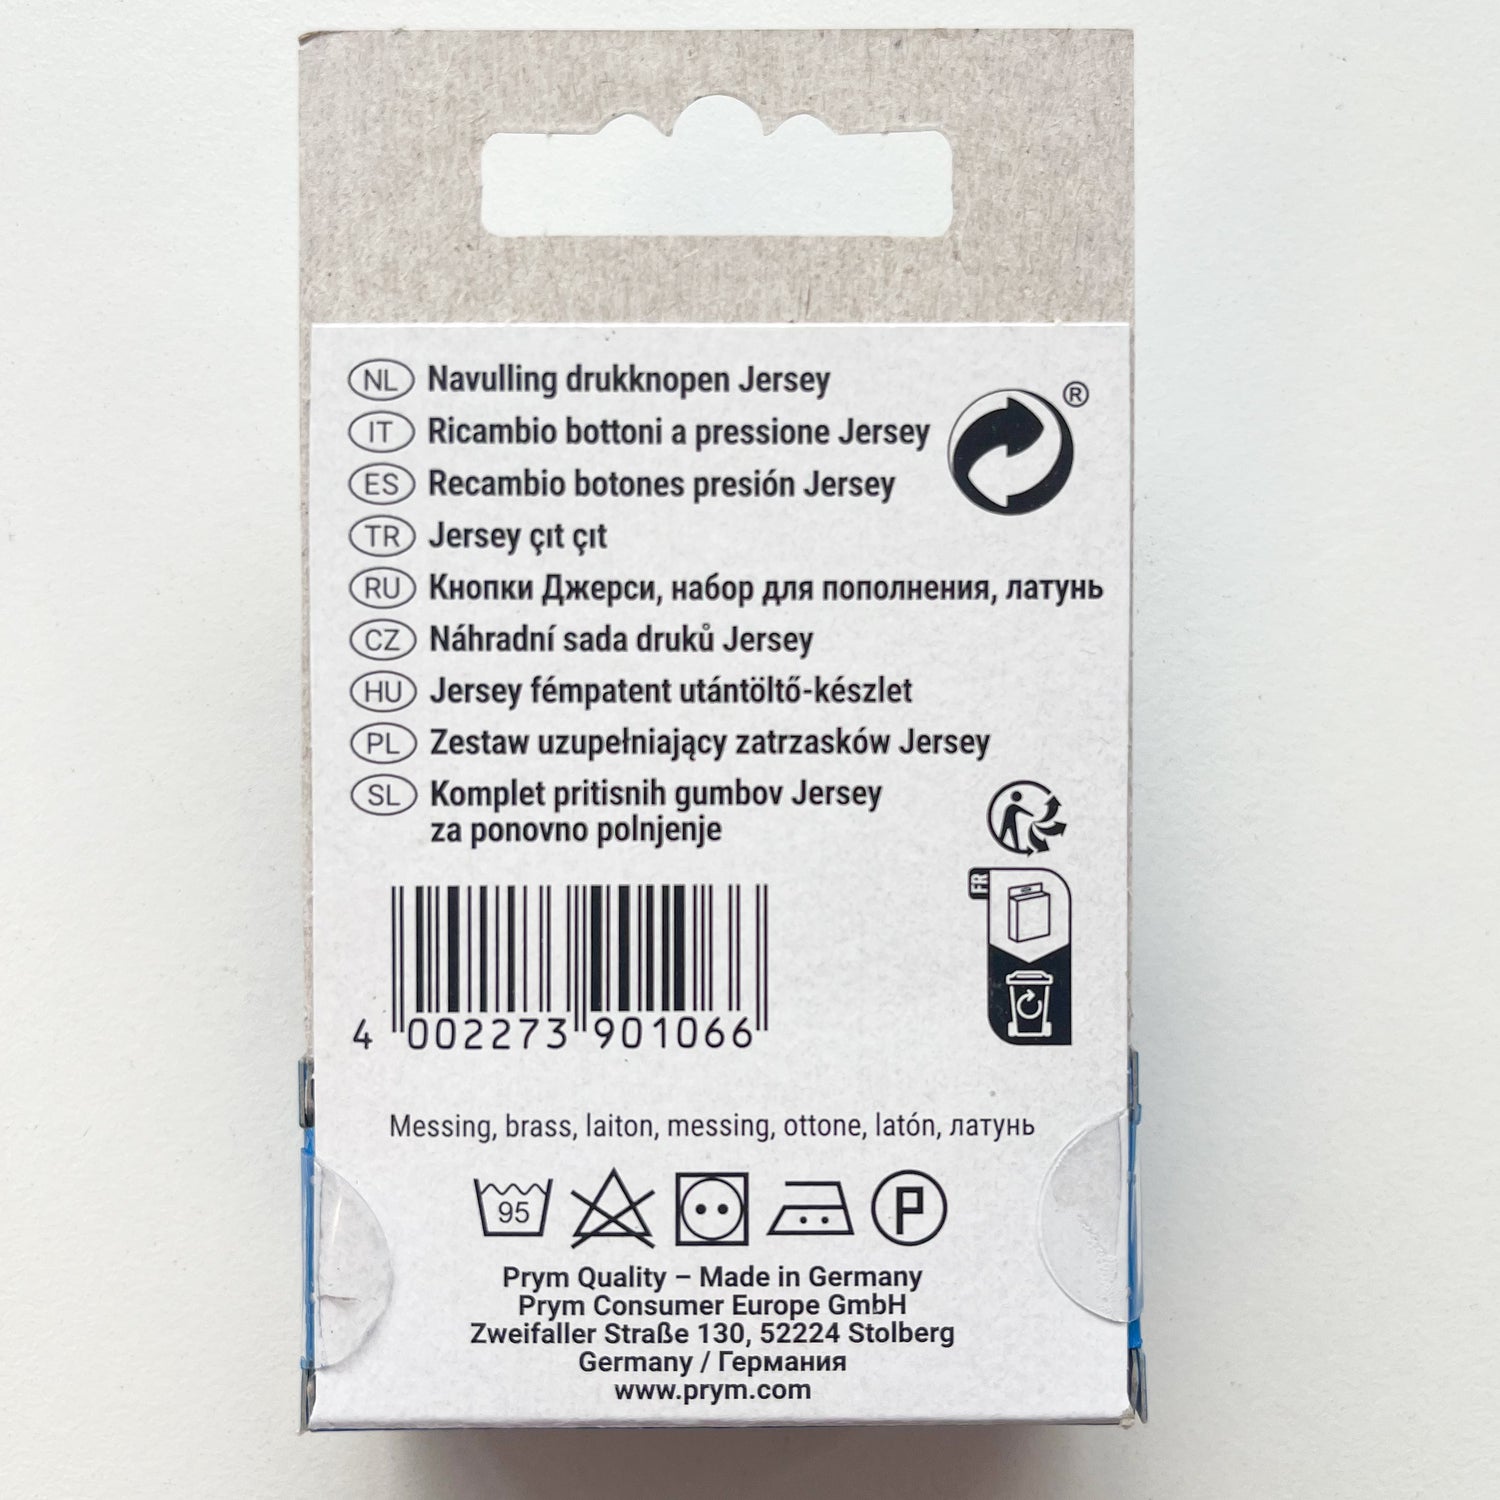 NL Navulling drukknopen Jersey
®
IT Ricambio bottoni a pressione Jersey
ES Recambio botones presión Jersey
TR Jersey çıt çıt
RU Кнопки Джерси, набор для пополнения, латунь
CZ Náhradní sada druků Jersey
HU Jersey fémpatent utántöltő-készlet
PL Zestaw uzupełniający zatrzasków Jersey
SL Komplet pritisnih gumbov Jersey
za ponovno polnjenje
FR
4 002273 901066
Messing, brass, laiton, messing, ottone, latón, латунь
95 P
Prym Quality – Made in Germany
Prym Consumer Europe GmbH
Zweifaller Straße 130, 52224 Stolberg
Germany / Германия
www.prym.com